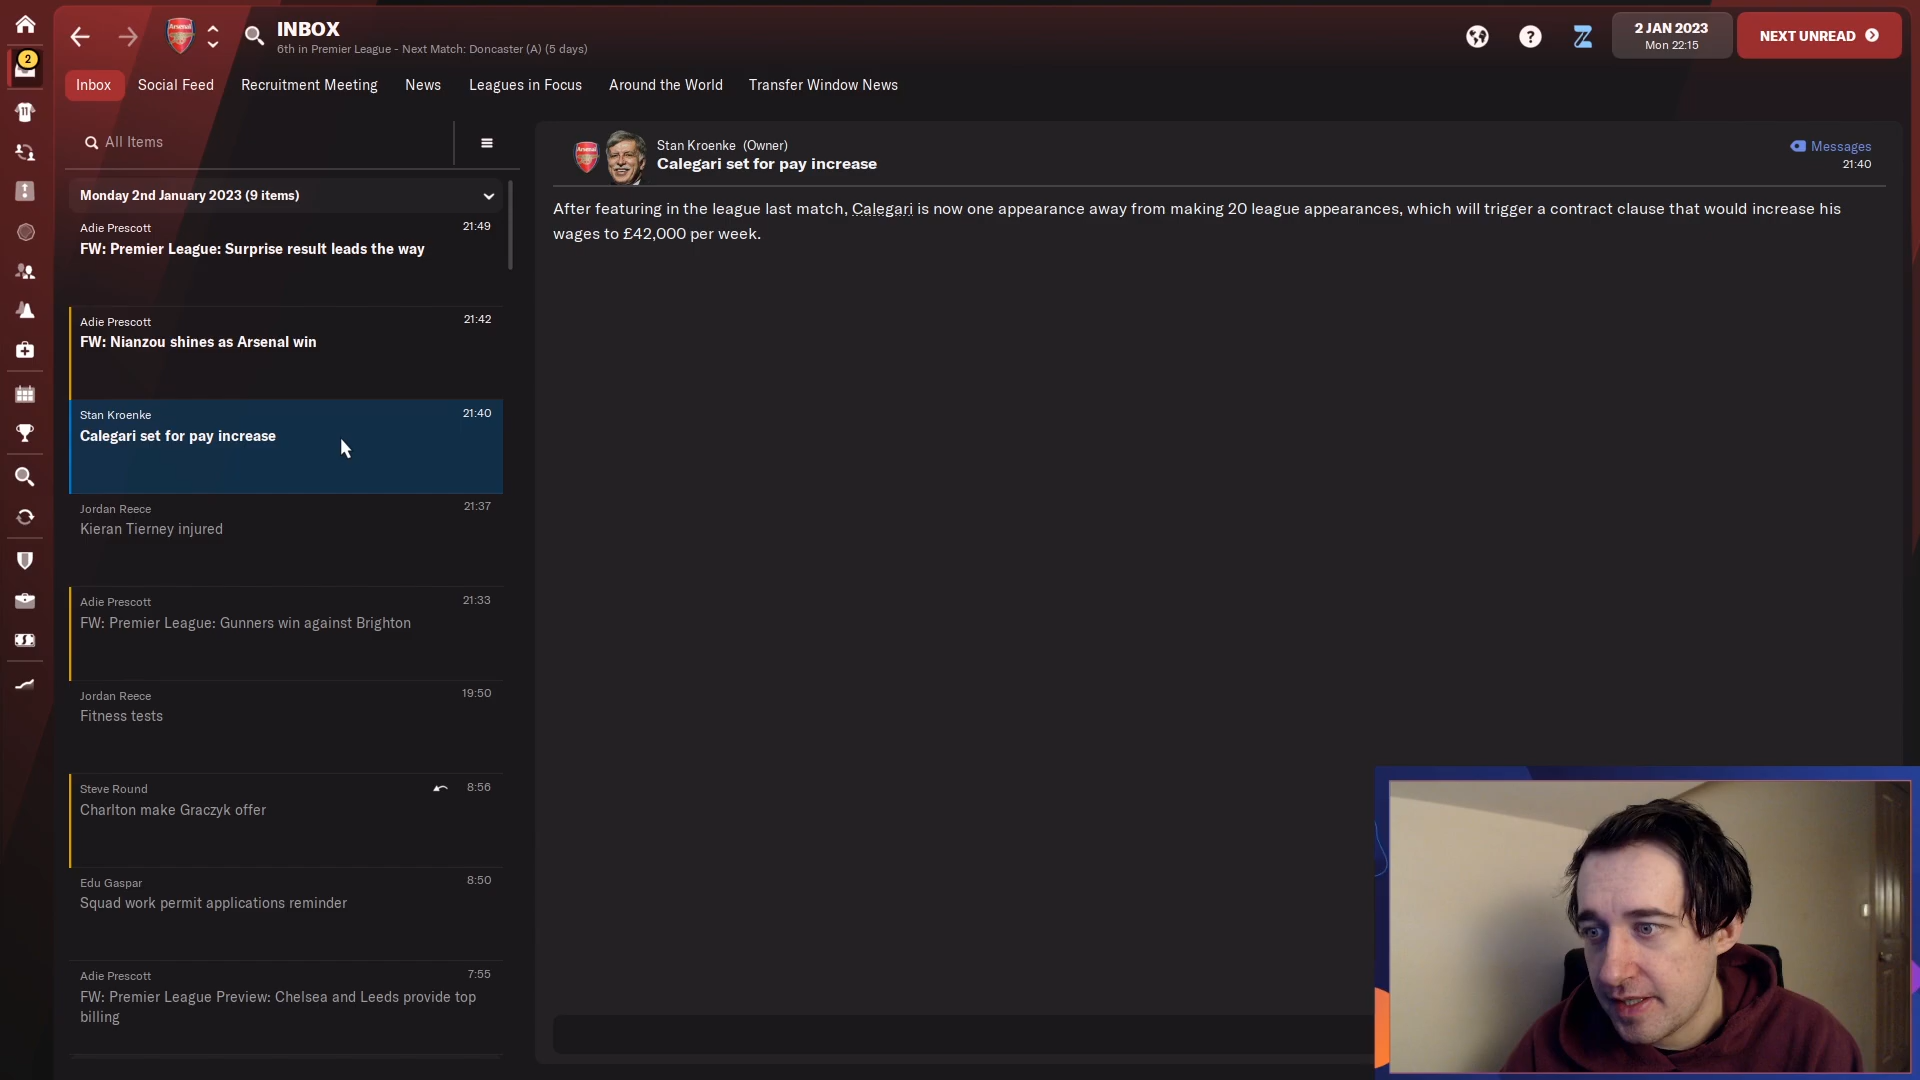 INBOX
6th in Premier League - Next Match: Doncaster (A) (5 days)
2 JAN 2023
Mon 22:15
NEXT UNREAD
2
Inbox
Social Feed
Recruitment Meeting
News
Leagues in Focus
Around the World
Transfer Window News
All Items
Monday 2nd January 2023 (9 items)
Adie Prescott
21:49
FW: Premier League: Surprise result leads the way
Adie Prescott
21:42
FW: Nianzou shines as Arsenal win
Stan Kroenke
21:40
Calegari set for pay increase
Jordan Reece
21:37
Kieran Tierney injured
Adie Prescott
21:33
FW: Premier League: Gunners win against Brighton
Jordan Reece
19:50
Fitness tests
Steve Round
8:56
Charlton make Graczyk offer
Edu Gaspar
8:50
Squad work permit applications reminder
Adie Prescott
7:55
FW: Premier League Preview: Chelsea and Leeds provide top
billing
Stan Kroenke (Owner)
Calegari set for pay increase
Messages
21:40
After featuring in the league last match, Calegari is now one appearance away from making 20 league appearances, which will trigger a contract clause that would increase his
wages to £42,000 per week.
Arsenal
Arsenal
11